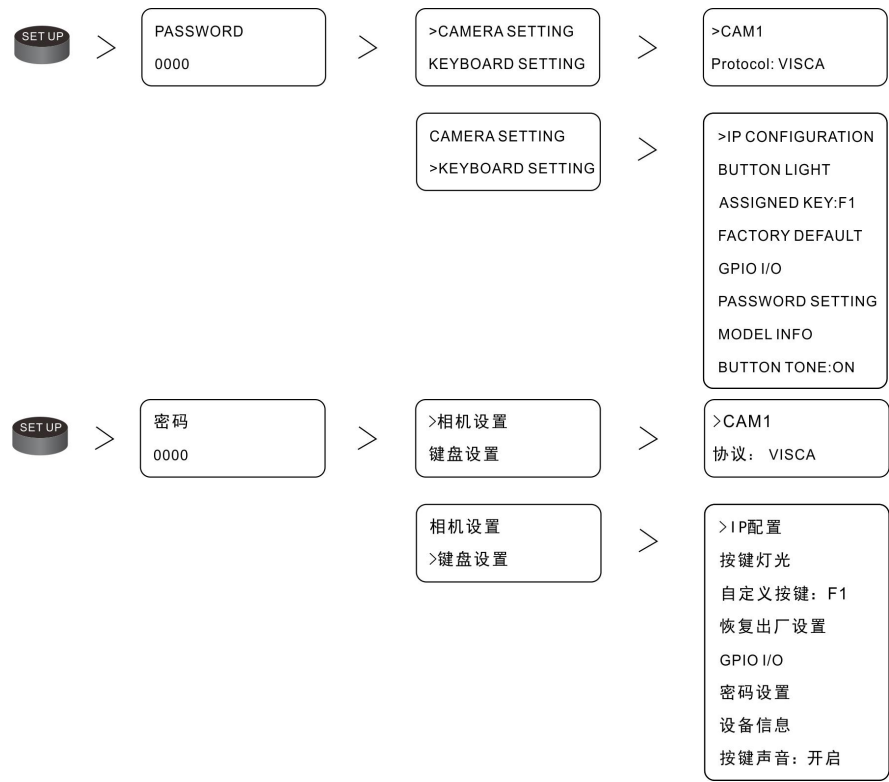 SET UP
PASSWORD
0000
>CAMERA SETTING
KEYBOARD SETTING
>CAM1
Protocol: VISCA
CAMERA SETTING
>KEYBOARD SETTING
>IP CONFIGURATION
BUTTON LIGHT
ASSIGNED KEY:F1
FACTORY DEFAULT
GPIO I/O
PASSWORD SETTING
MODEL INFO
BUTTON TONE:ON
SET UP
密码
0000
>相机设置
键盘设置
>CAM1
协议： VISCA
相机设置
>键盘设置
>IP配置
按键灯光
自定义按键：F1
恢复出厂设置
GPIO I/O
密码设置
设备信息
按键声音：开启